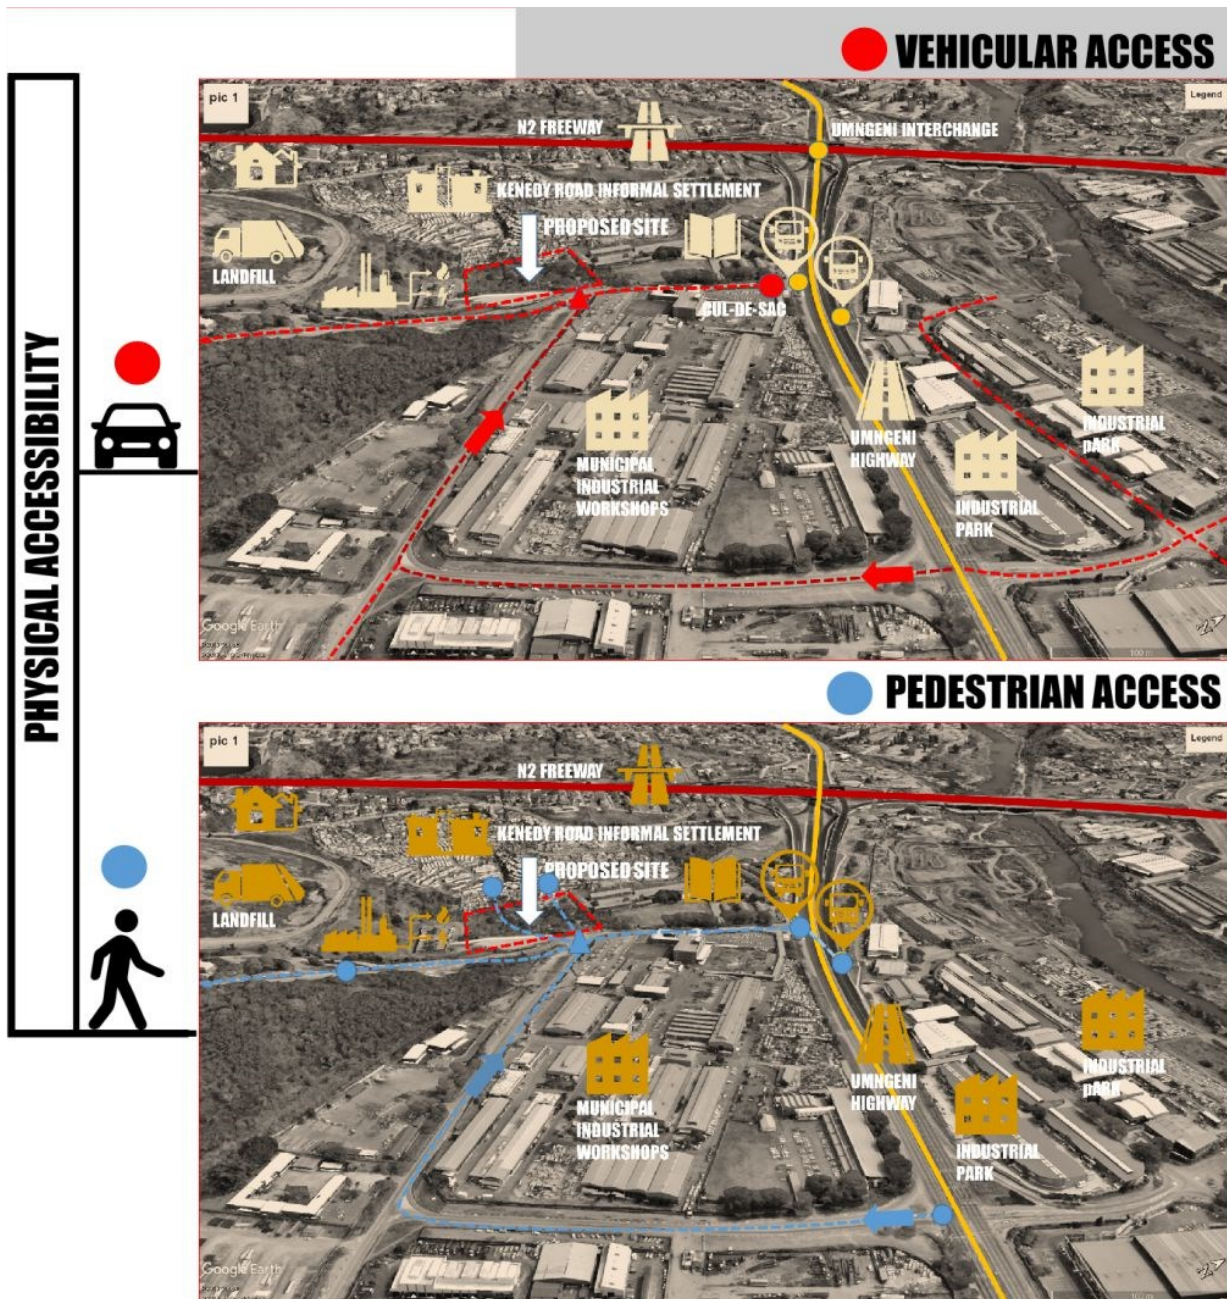 VEHICULAR ACCESS
PHYSICAL ACCESSIBILITY
pic 1
Legend
N2 FREEWAY
UMNGENI INTERCHANGE
KENEDY ROAD INFORMAL SETTLEMENT
PROPOSED SITE
LANDFILL
CUL-DE-SAC
UMNGENI
HIGHWAY
INDUSTRIAL
pARK
MUNICIPAL
INDUSTRIAL
WORKSHOPS
INDUSTRIAL
PARK
Google Earth
100 m
PEDESTRIAN ACCESS
pic 1
Legend
N2 FREEWAY
KENEDY ROAD INFORMAL SETTLEMENT
PROPOSED SITE
LANDFILL
UMNGENI
HIGHWAY
INDUSTRIAL
pARK
MUNICIPAL
INDUSTRIAL
WORKSHOPS
INDUSTRIAL
PARK
Google Earth